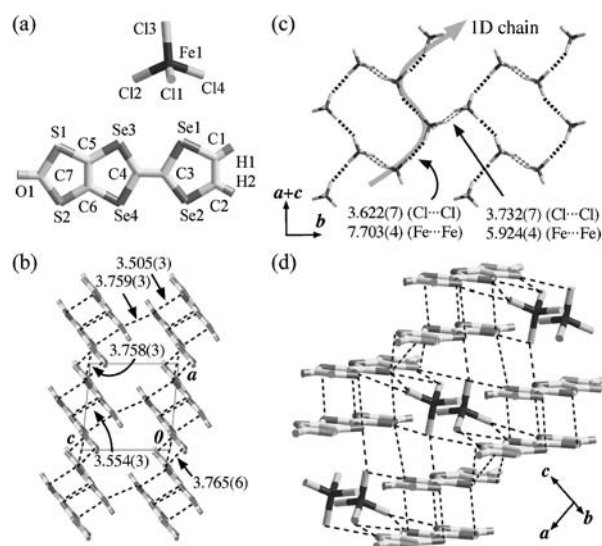 (a)
Cl3
Fe1
Cl2
Cl1
Cl4
S1
C5
Se3
Se1
C1
H1
O1
C7
C4
C3
H2
S2
C6
Se4
Se2
C2
(b)
3.505(3)
3.759(3)
3.758(3)
a
c
0
3.554(3)
3.765(6)
(c)
1D chain
a+c
b
3.622(7) (Cl···Cl)
7.703(4) (Fe···Fe)
3.732(7) (Cl···Cl)
5.924(4) (Fe···Fe)
(d)
c
a
b